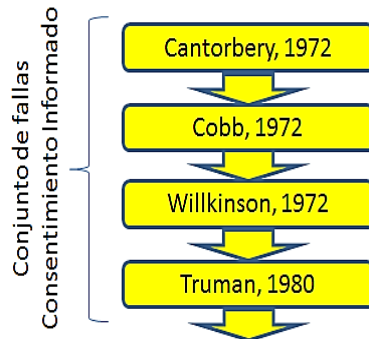 Conjunto de fallas
Consentimiento Informado
Cantorbery, 1972
Cobb, 1972
Willkinson, 1972
Truman, 1980